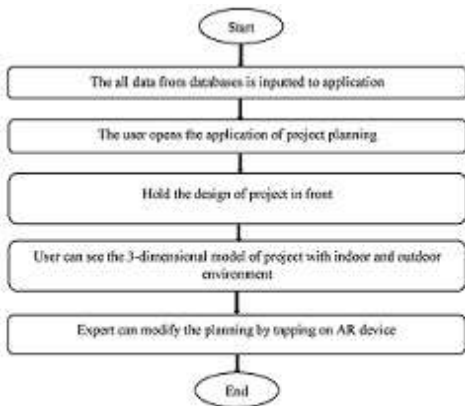 Start
The all data from databases is inputted to application
The user opens the application of project planning
Hold the design of project in front
User can see the 3-dimensional model of project with indoor and outdoor
environment
Expert can modify the planning by tapping on AR device
End